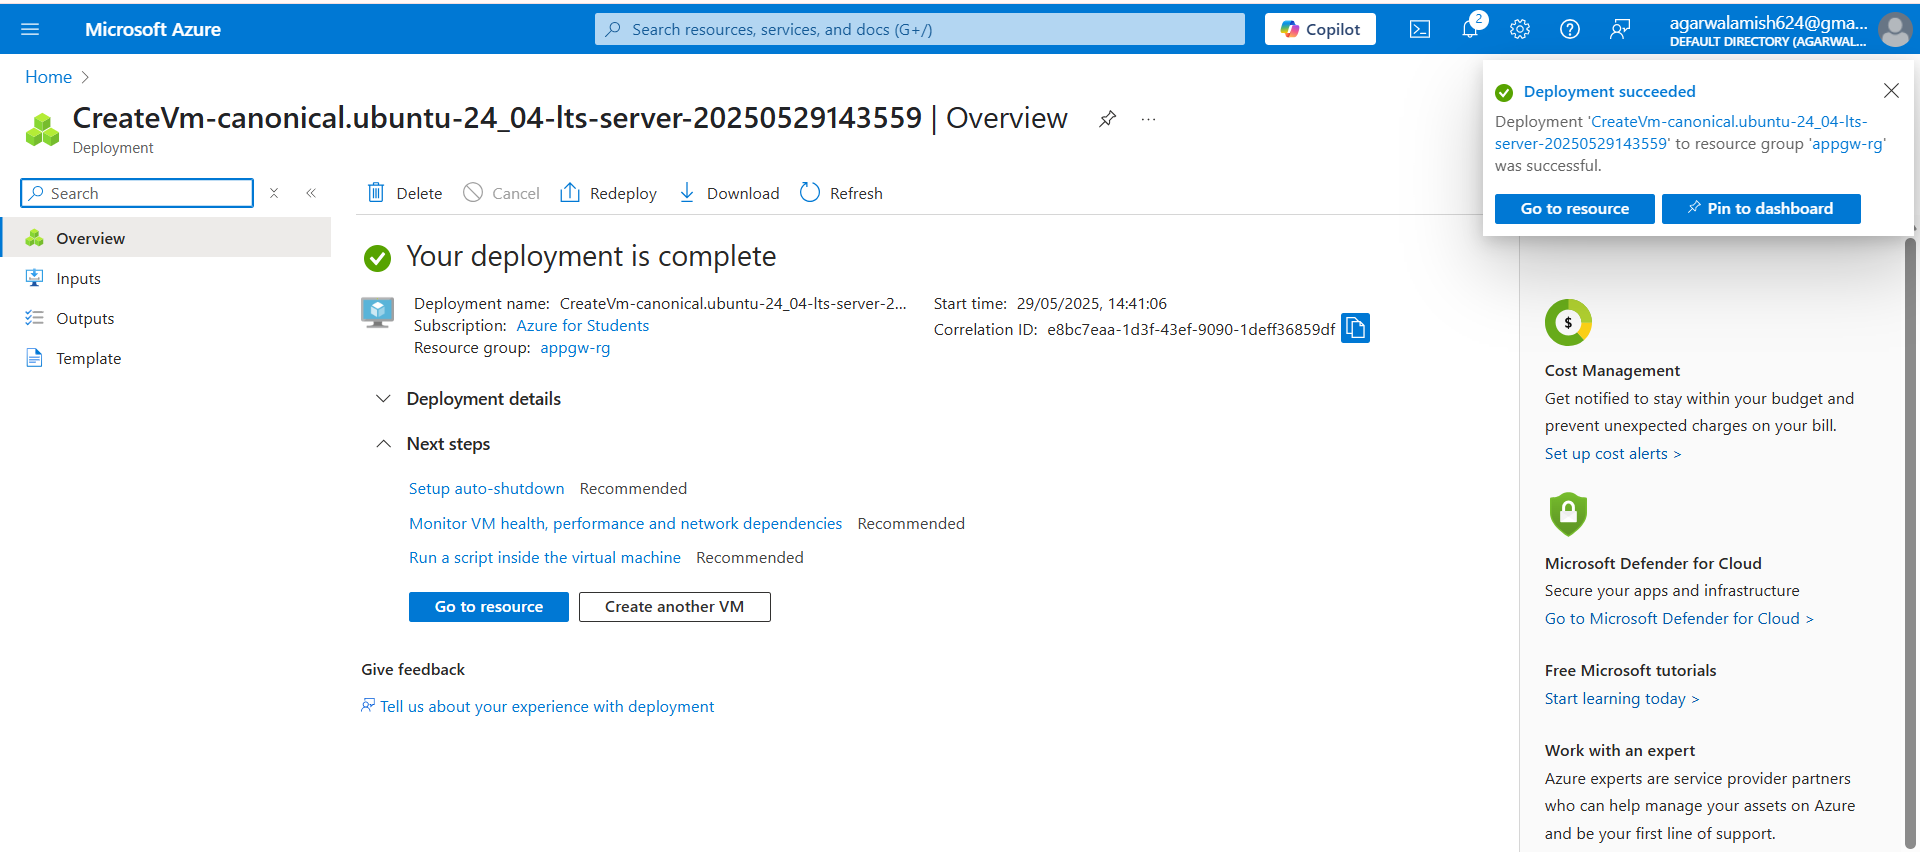 Microsoft Azure
Search resources, services, and docs (G+/)
Copilot
2
agarwalamish624@gma...
DEFAULT DIRECTORY (AGARWAL...
Home
CreateVm-canonical.ubuntu-24_04-lts-server-20250529143559 | Overview
Deployment
Deployment succeeded
Deployment 'CreateVm-canonical.ubuntu-24_04-lts-
server-20250529143559' to resource group 'appgw-rg'
was successful.
Go to resource
Pin to dashboard
Search
Delete
Cancel
Redeploy
Download
Refresh
Overview
Inputs
Outputs
Template
Your deployment is complete
Deployment name: CreateVm-canonical.ubuntu-24_04-lts-server-2...
Subscription: Azure for Students
Resource group: appgw-rg
Start time: 29/05/2025, 14:41:06
Correlation ID: e8bc7eaa-1d3f-43ef-9090-1deff36859df
Deployment details
Next steps
Setup auto-shutdown Recommended
Monitor VM health, performance and network dependencies Recommended
Run a script inside the virtual machine Recommended
Go to resource
Create another VM
Give feedback
Tell us about your experience with deployment
$
Cost Management
Get notified to stay within your budget and
prevent unexpected charges on your bill.
Set up cost alerts >
Microsoft Defender for Cloud
Secure your apps and infrastructure
Go to Microsoft Defender for Cloud >
Free Microsoft tutorials
Start learning today >
Work with an expert
Azure experts are service provider partners
who can help manage your assets on Azure
and be your first line of support.